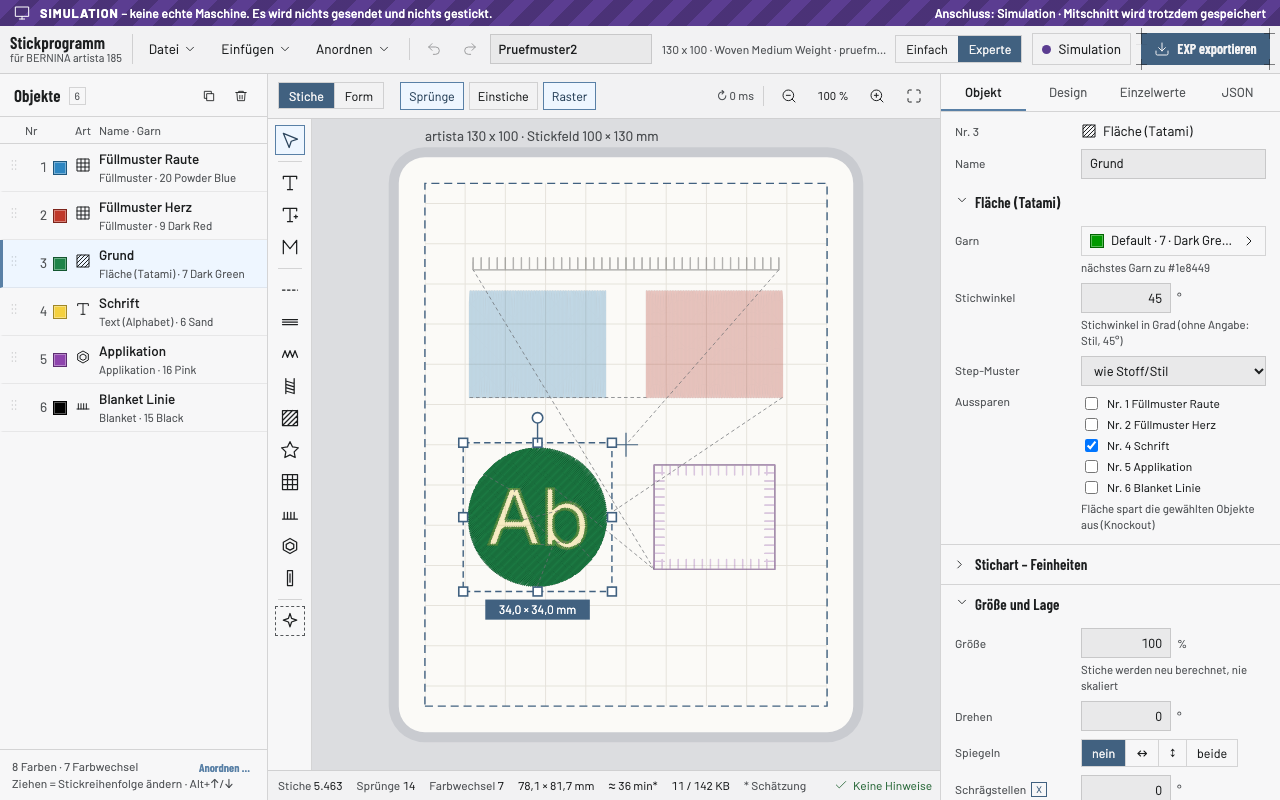 SIMULATION – keine echte Maschine. Es wird nichts gesendet und nichts gestickt.
Anschluss: Simulation · Mitschnitt wird trotzdem gespeichert
Stickprogramm
für BERNINA artista 185
Datei
Einfügen
Anordnen
Pruefmuster2
130 x 100 · Woven Medium Weight · pruefm...
Einfach
Experte
Simulation
EXP exportieren
Objekte
6
Nr
Art
Name · Garn
1
Füllmuster Raute
Füllmuster · 20 Powder Blue
2
Füllmuster Herz
Füllmuster · 9 Dark Red
3
Grund
Fläche (Tatami) · 7 Dark Green
4
Schrift
Text (Alphabet) · 6 Sand
5
Applikation
Applikation · 16 Pink
6
Blanket Linie
Blanket · 15 Black
8 Farben · 7 Farbwechsel
Anordnen ...
Ziehen = Stickreihenfolge ändern · Alt+↑/↓
Stiche
Form
Sprünge
Einstiche
Raster
↻ 0 ms
100 %
artista 130 x 100 · Stickfeld 100 × 130 mm
Ab
34,0 × 34,0 mm
Stiche 5.463
Sprünge 14
Farbwechsel 7
78,1 × 81,7 mm
≈ 36 min*
11 / 142 KB
* Schätzung
Keine Hinweise
Objekt
Design
Einzelwerte
JSON
Nr. 3
Fläche (Tatami)
Name
Grund
Fläche (Tatami)
Garn
Default · 7 · Dark Gre...
nächstes Garn zu #1e8449
Stichwinkel
45
°
Stichwinkel in Grad (ohne Angabe:
Stil, 45°)
Step-Muster
wie Stoff/Stil
Aussparen
Nr. 1 Füllmuster Raute
Nr. 2 Füllmuster Herz
Nr. 4 Schrift
Nr. 5 Applikation
Nr. 6 Blanket Linie
Fläche spart die gewählten Objekte
aus (Knockout)
Stichart – Feinheiten
Größe und Lage
Größe
100
%
Stiche werden neu berechnet, nie
skaliert
Drehen
0
°
Spiegeln
nein
↔
↕
beide
Schrägstellen
X
0
°